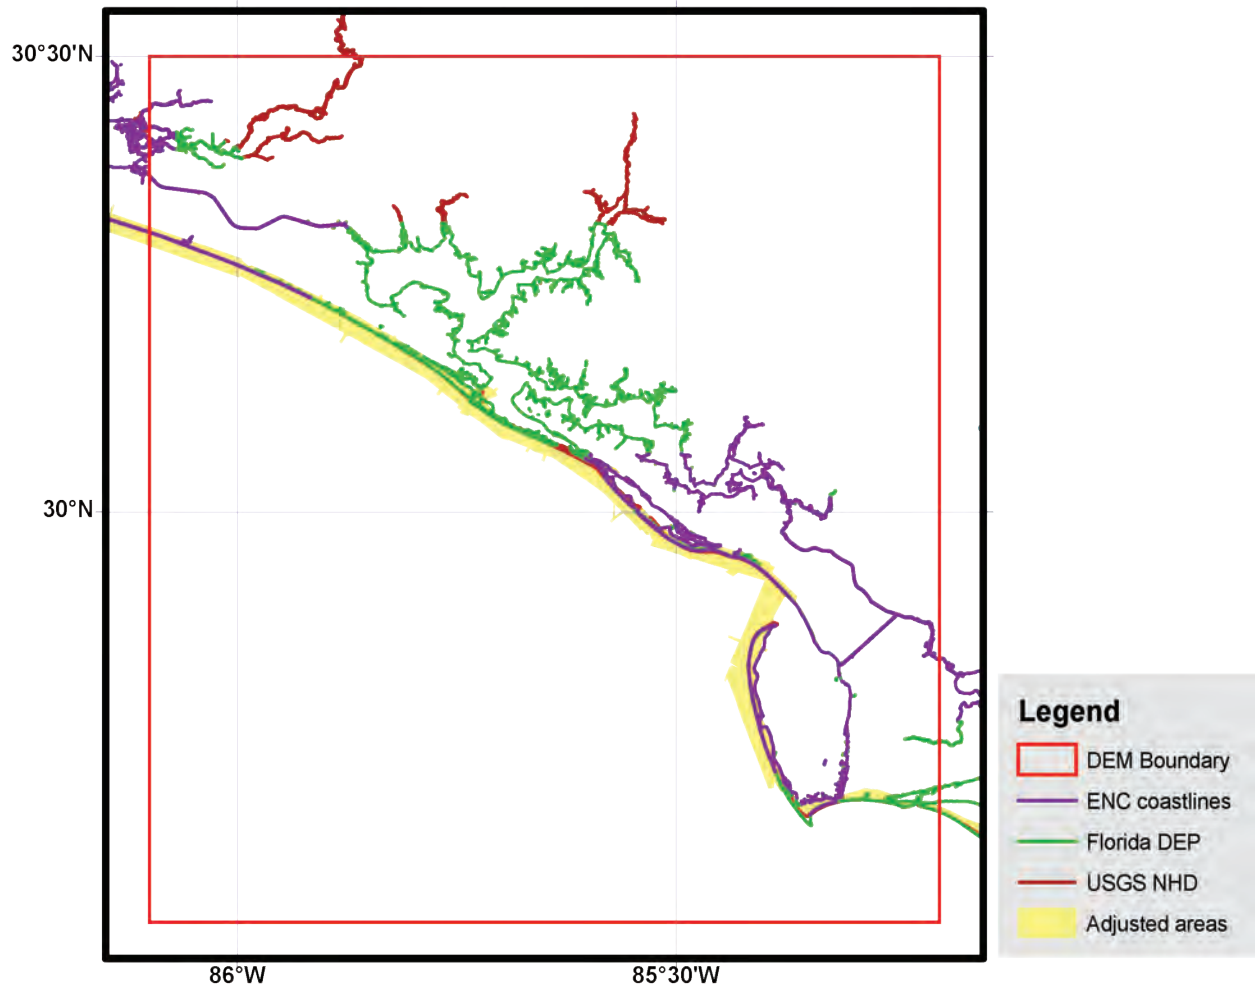 30°30'N
30°N
86°W
85°30'W
Legend
DEM Boundary
ENC coastlines
Florida DEP
USGS NHD
Adjusted areas